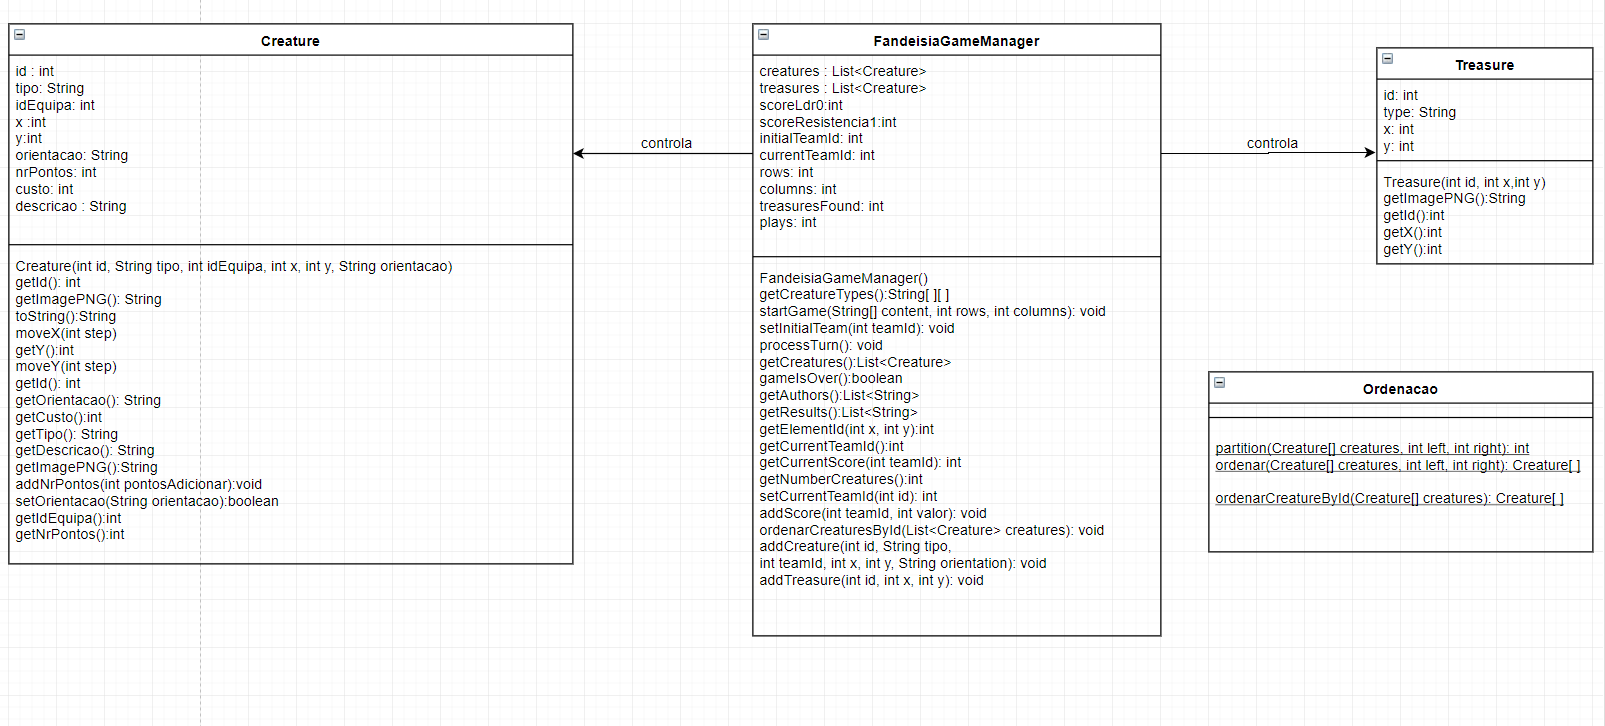 Creature
id : int
tipo: String
idEquipa: int
x :int
y:int
orientacao: String
nrPontos: int
custo: int
descricao : String
Creature(int id, String tipo, int idEquipa, int x, int y, String orientacao)
getId(): int
getImagePNG(): String
toString():String
moveX(int step)
getY():int
moveY(int step)
getId(): int
getOrientacao(): String
getCusto():int
getTipo(): String
getDescricao(): String
getImagePNG():String
addNrPontos(int pontosAdicionar):void
setOrientacao(String orientacao):boolean
getIdEquipa():int
getNrPontos():int
controla
FandeisiaGameManager
creatures : List<Creature>
treasures : List<Creature>
scoreLdr0:int
scoreResistencia1:int
initialTeamId: int
currentTeamId: int
rows: int
columns: int
treasuresFound: int
plays: int
FandeisiaGameManager()
getCreatureTypes():String[ ][ ]
startGame(String[] content, int rows, int columns): void
setInitialTeam(int teamId): void
processTurn(): void
getCreatures():List<Creature>
gameIsOver():boolean
getAuthors():List<String>
getResults():List<String>
getElementId(int x, int y):int
getCurrentTeamId():int
getCurrentScore(int teamId): int
getNumberCreatures():int
setCurrentTeamId(int id): int
addScore(int teamId, int valor): void
ordenarCreaturesById(List<Creature> creatures): void
addCreature(int id, String tipo,
int teamId, int x, int y, String orientation): void
addTreasure(int id, int x, int y): void
controla
Treasure
id: int
type: String
x: int
y: int
Treasure(int id, int x,int y)
getImagePNG():String
getId():int
getX():int
getY():int
Ordenacao
partition(Creature[] creatures, int left, int right): int
ordenar(Creature[] creatures, int left, int right): Creature[ ]
ordenarCreatureById(Creature[] creatures): Creature[ ]